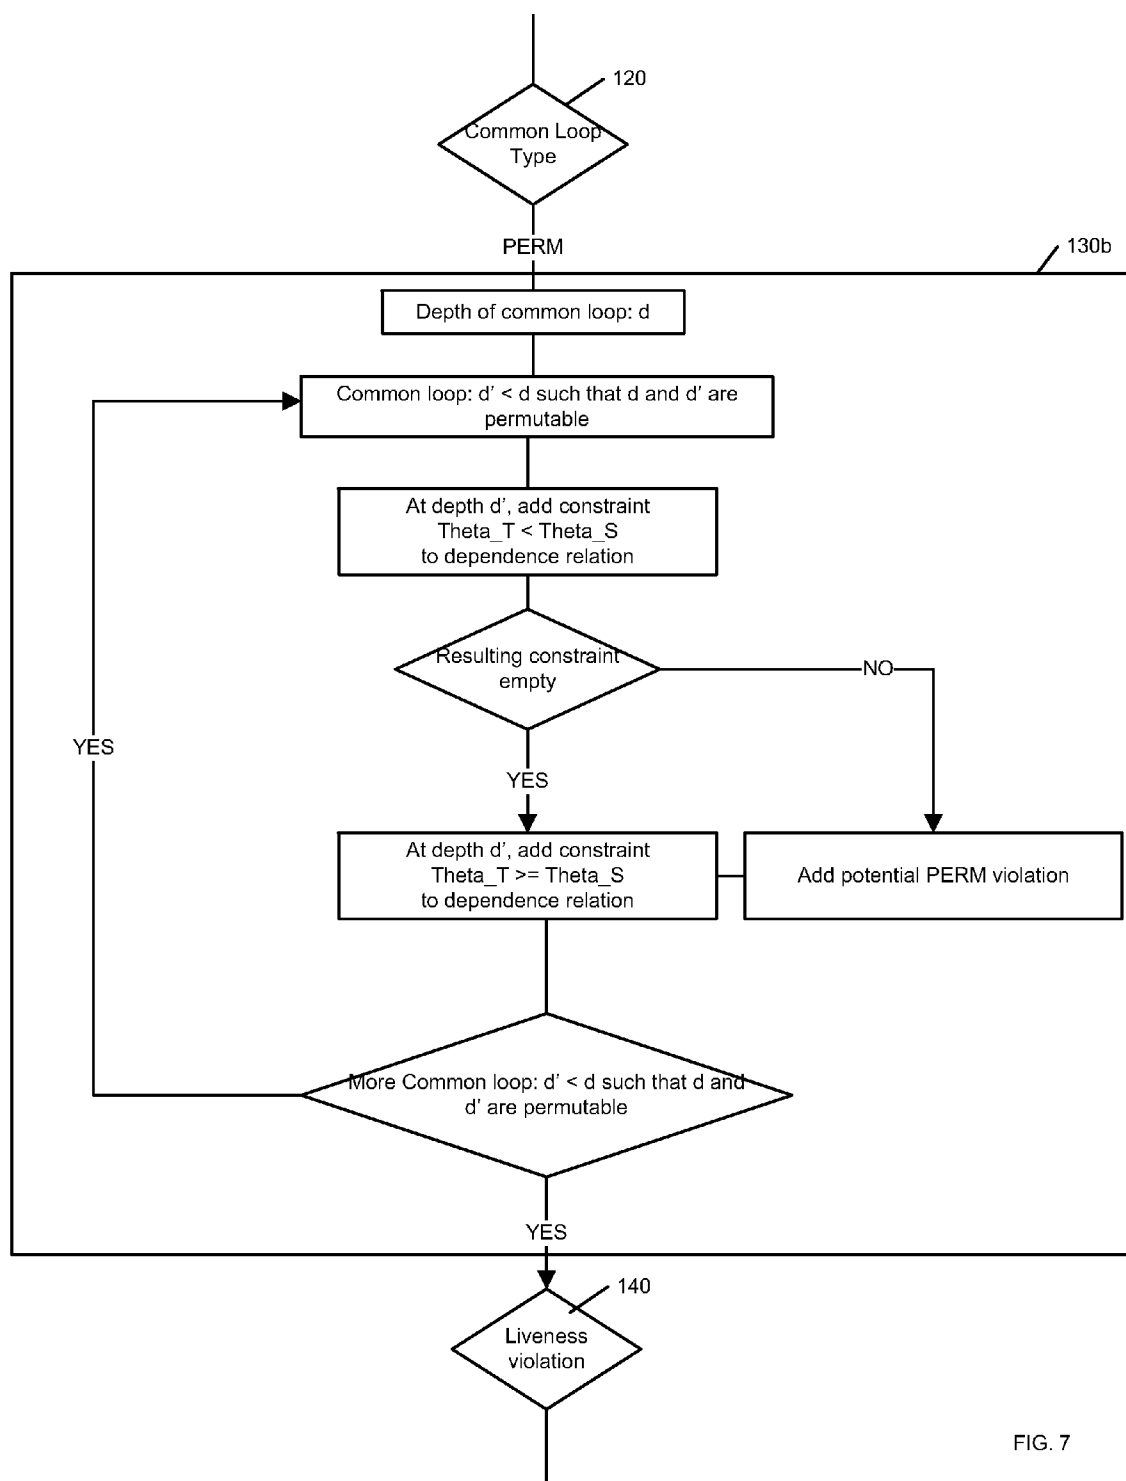 120
Common Loop
Type
PERM
130b
Depth of common loop: d
Common loop: d' < d such that d and d' are
permutable
At depth d', add constraint
Theta_T < Theta_S
to dependence relation
Resulting constraint
empty
NO
YES
YES
At depth d', add constraint
Theta_T >= Theta_S
to dependence relation
Add potential PERM violation
More Common loop: d' < d such that d and
d' are permutable
YES
140
Liveness
violation
FIG. 7